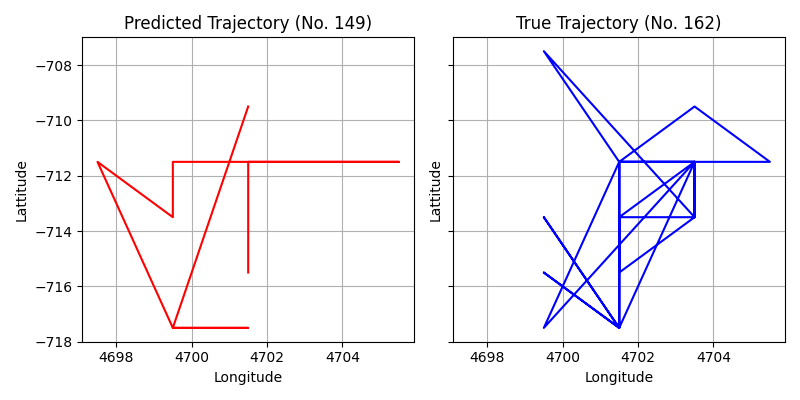 Predicted Trajectory (No. 149)
True Trajectory (No. 162)
Lattitude
−708
−710
−712
−714
−716
−718
4698
4700
4702
4704
Longitude
Lattitude
4698
4700
4702
4704
Longitude